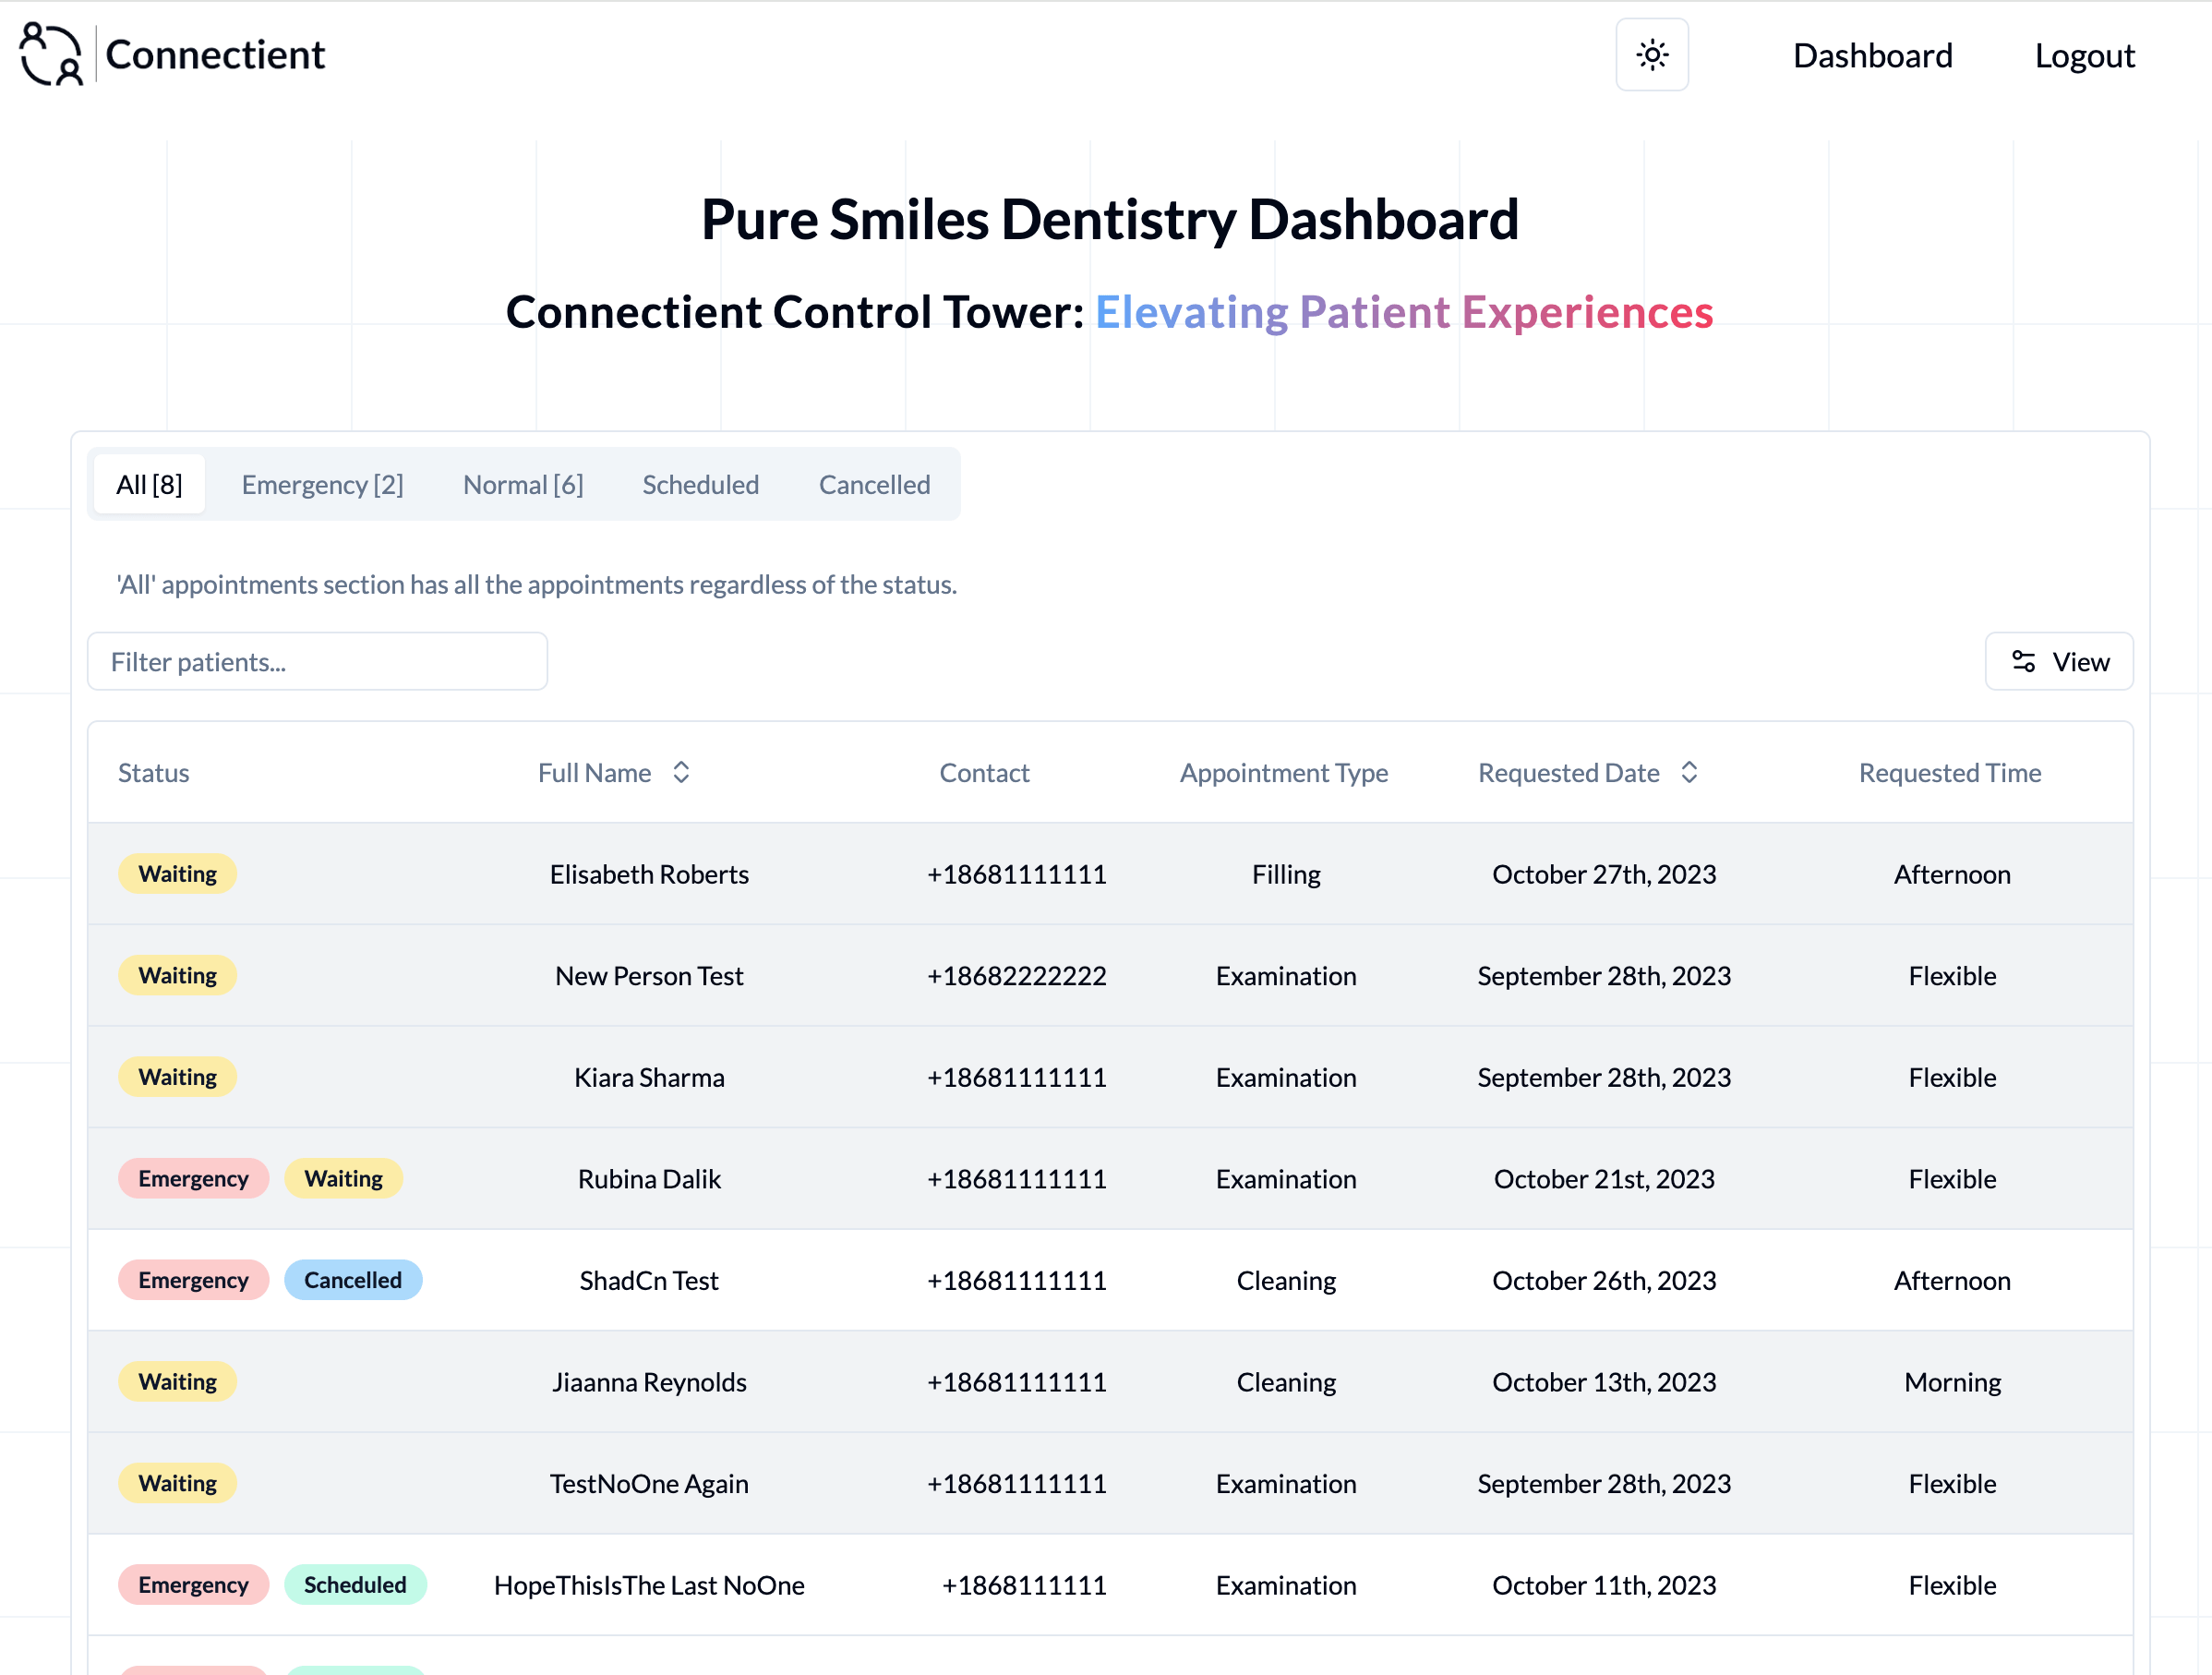 Connectient
Dashboard
Logout
Pure Smiles Dentistry Dashboard
Connectient Control Tower: Elevating Patient Experiences
All [8] Emergency [2] Normal [6] Scheduled Cancelled
'All' appointments section has all the appointments regardless of the status.
Filter patients...
View
Status Full Name Contact Appointment Type Requested Date Requested Time
Waiting Elisabeth Roberts +18681111111 Filling October 27th, 2023 Afternoon
Waiting New Person Test +18682222222 Examination September 28th, 2023 Flexible
Waiting Kiara Sharma +18681111111 Examination September 28th, 2023 Flexible
Emergency Waiting Rubina Dalik +18681111111 Examination October 21st, 2023 Flexible
Emergency Cancelled ShadCn Test +18681111111 Cleaning October 26th, 2023 Afternoon
Waiting Jiaanna Reynolds +18681111111 Cleaning October 13th, 2023 Morning
Waiting TestNoOne Again +18681111111 Examination September 28th, 2023 Flexible
Emergency Scheduled HopeThisIsThe Last NoOne +1868111111 Examination October 11th, 2023 Flexible